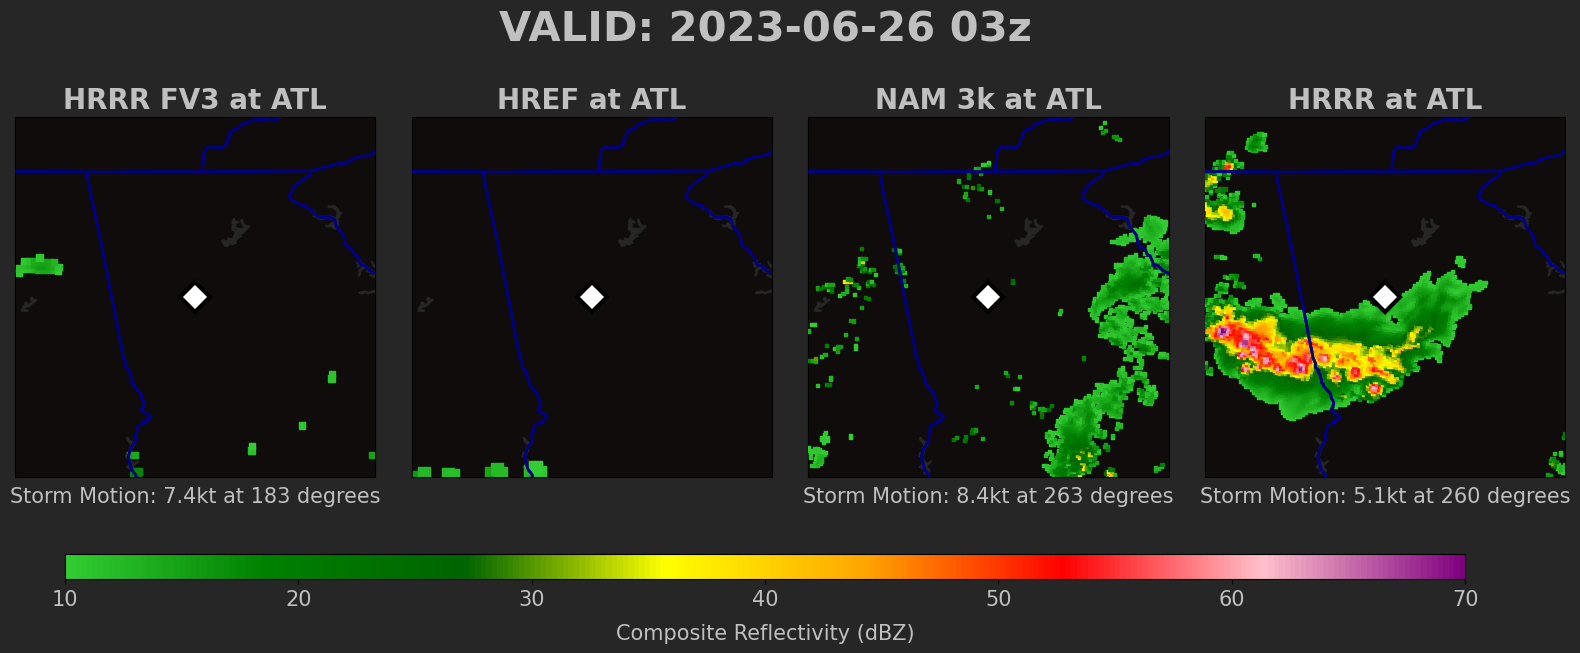 VALID: 2023-06-26 03z
HRRR FV3 at ATL
HREF at ATL
NAM 3k at ATL
HRRR at ATL
Storm Motion: 7.4kt at 183 degrees
Storm Motion: 8.4kt at 263 degrees
Storm Motion: 5.1kt at 260 degrees
10 20 30 40 50 60 70
Composite Reflectivity (dBZ)